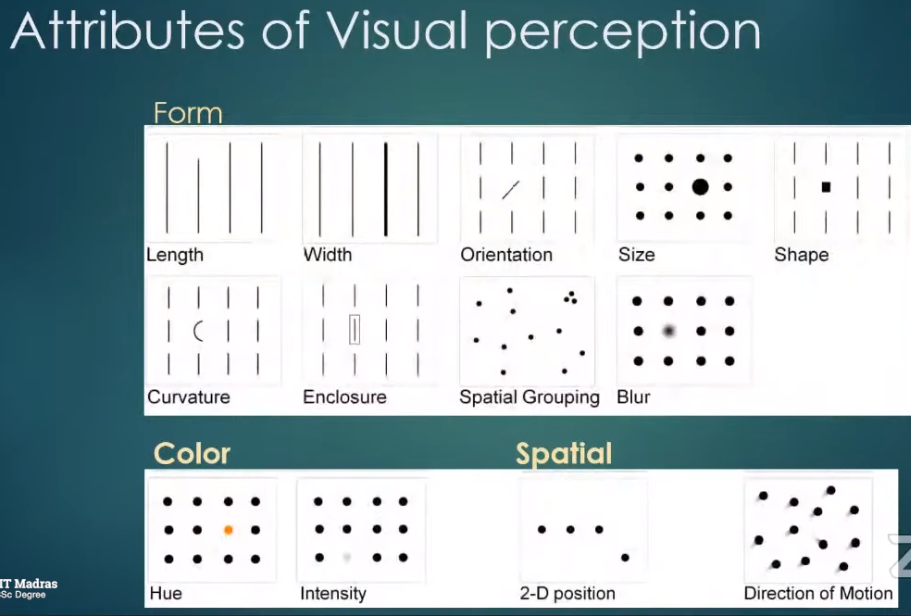 Attributes of Visual perception
Form
Length Width Orientation Size Shape
Curvature Enclosure Spatial Grouping Blur
Color Spatial
Hue Intensity 2-D position Direction of Motion
Madras
Sc Degree